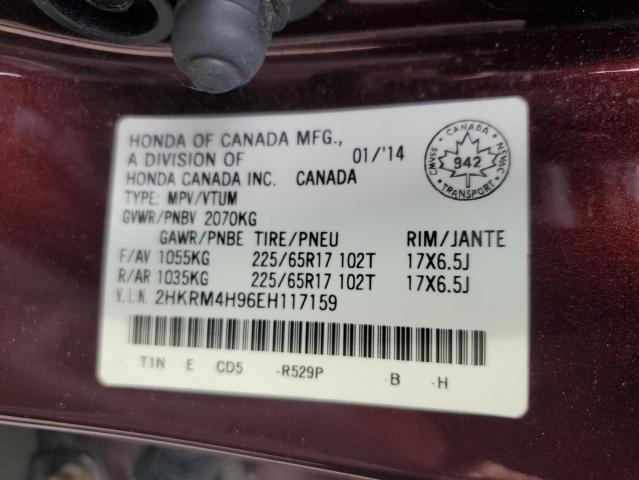 HONDA OF CANADA MFG.,
A DIVISION OF 01/'14
HONDA CANADA INC. CANADA
TYPE: MPV/VTUM
GVWR/PNBV 2070KG
GAWR/PNBE TIRE/PNEU RIM/JANTE
F/AV 1055KG 225/65R17 102T 17X6.5J
R/AR 1035KG 225/65R17 102T 17X6.5J
V.I.N. 2HKRM4H96EH117159
T1N E CD5 -R529P -B -H
CANADA
CMVSS 942 NSVAC
TRANSPORT